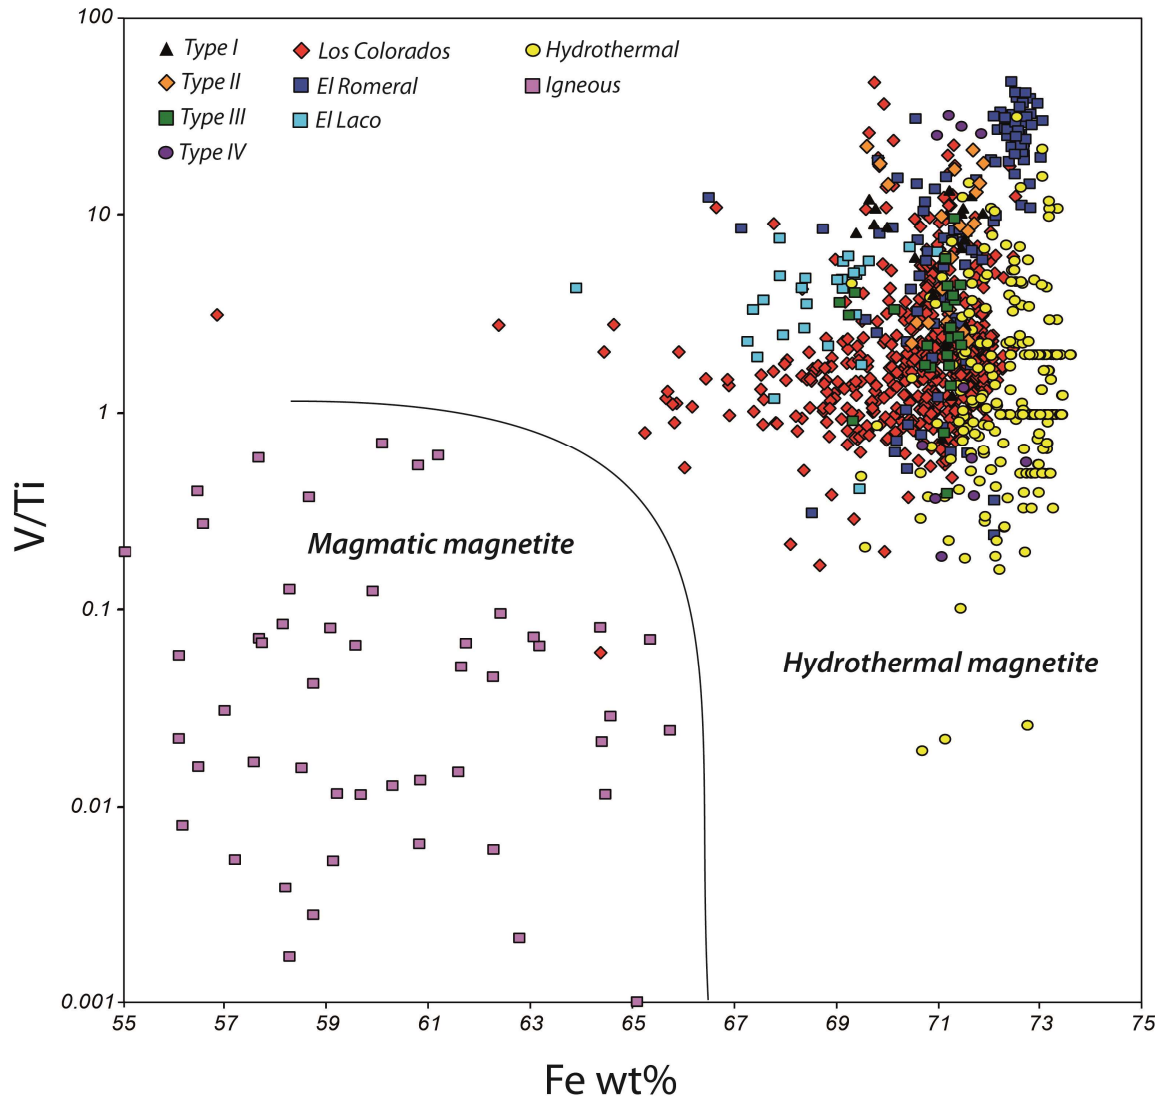 100
10
1
0.1
0.01
0.001
V/Ti
Type I
Type II
Type III
Type IV
Los Colorados
El Romeral
El Laco
Hydrothermal
Igneous
Magmatic magnetite
Hydrothermal magnetite
55 57 59 61 63 65 67 69 71 73 75
Fe wt%